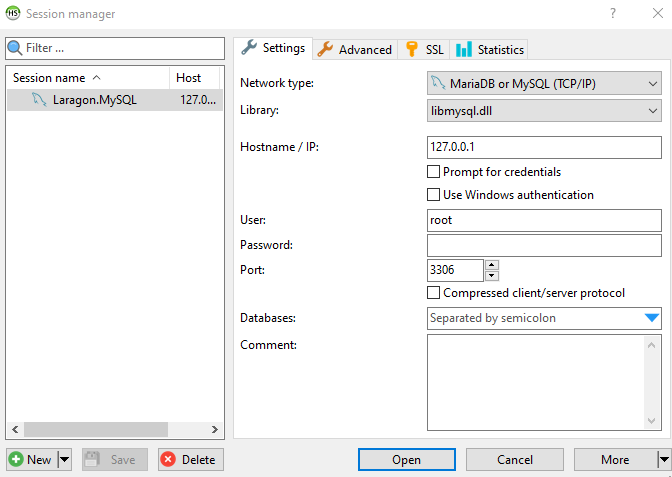 HS Session manager
Filter ...
Session name Host
Laragon.MySQL 127.0...
Settings Advanced SSL Statistics
Network type: MariaDB or MySQL (TCP/IP)
Library: libmysql.dll
Hostname / IP: 127.0.0.1
Prompt for credentials
Use Windows authentication
User: root
Password:
Port: 3306
Compressed client/server protocol
Databases: Separated by semicolon
Comment:
New Save Delete Open Cancel More